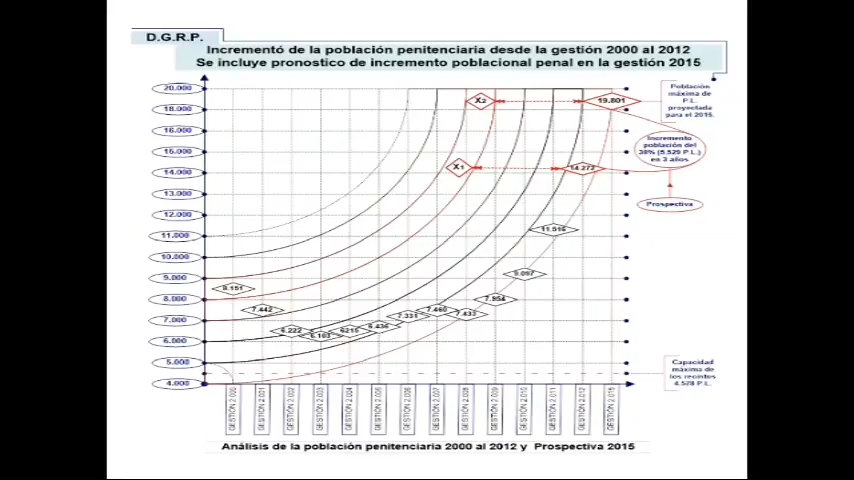 D.G.R.P.
Incrementó de la población penitenciaria desde la gestión 2000 al 2012
Se incluye pronostico de incremento poblacional penal en la gestión 2015
20.000
18.000
16.000
15.000
14.000
13.000
12.000
11.000
10.000
9.000
8.000
7.000
6.000
5.000
4.000
X2
19.801
X1
14.272
11.516
9.097
7.954
7.433
7.460
7.331
6.436
6215
6.103
6.222
7.442
8.151
Población
máxima de
P.L.
proyectada
para el 2015.
Incremento
población del
38% (5.529 P.L.)
en 3 años
Prospectiva
Capacidad
máxima de
los recintos
4.578 P.L.
GESTIÓN 2.000
GESTIÓN 2.001
GESTIÓN 2.002
GESTIÓN 2.003
GESTIÓN 2.004
GESTIÓN 2.005
GESTIÓN 2.006
GESTIÓN 2.007
GESTIÓN 2.008
GESTIÓN 2.009
GESTIÓN 2.010
GESTIÓN 2.011
GESTIÓN 2.012
GESTIÓN 2.015
Análisis de la población penitenciaria 2000 al 2012 y Prospectiva 2015